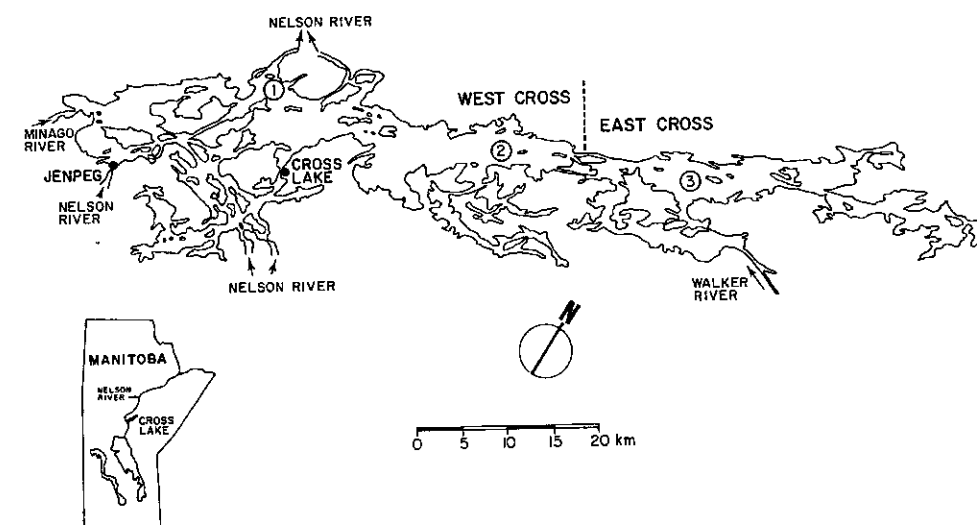 NELSON RIVER
1
WEST CROSS
EAST CROSS
MINAGO
RIVER
2
JENPEG
CROSS
LAKE
3
NELSON
RIVER
NELSON RIVER
WALKER
RIVER
N
MANITOBA
NELSON
RIVER
CROSS
LAKE
0 5 10 15 20 km